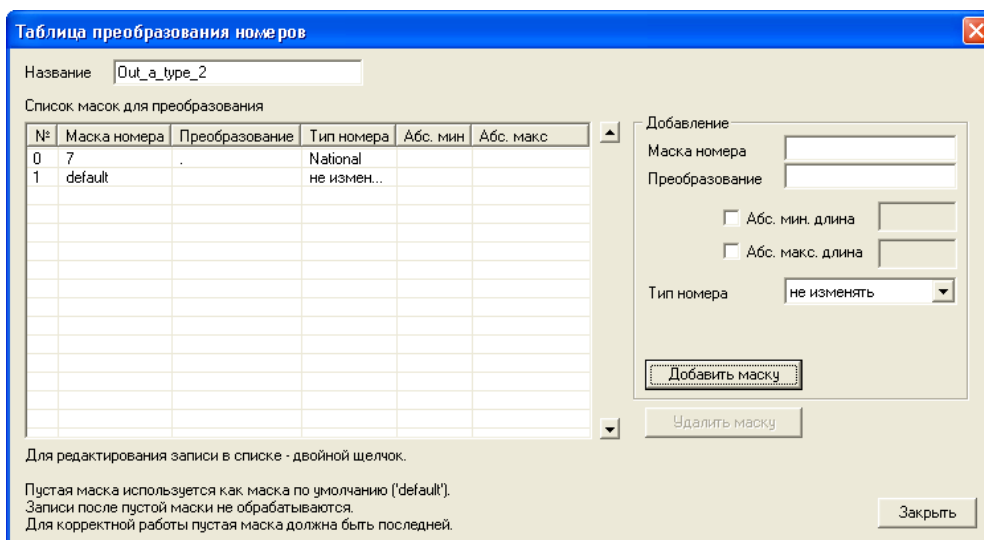 Таблица преобразования номеров
Название Out_a_type_2
Список масок для преобразования
№ Маска номера Преобразование Тип номера Абс. мин Абс. макс
0 7 . National
1 default не измен...
Добавление
Маска номера
Преобразование
Абс. мин. длина
Абс. макс. длина
Тип номера не изменять
Добавить маску
Удалить маску
Для редактирования записи в списке - двойной щелчок.
Пустая маска используется как маска по умолчанию ('default').
Записи после пустой маски не обрабатываются.
Для корректной работы пустая маска должна быть последней.
Закрыть